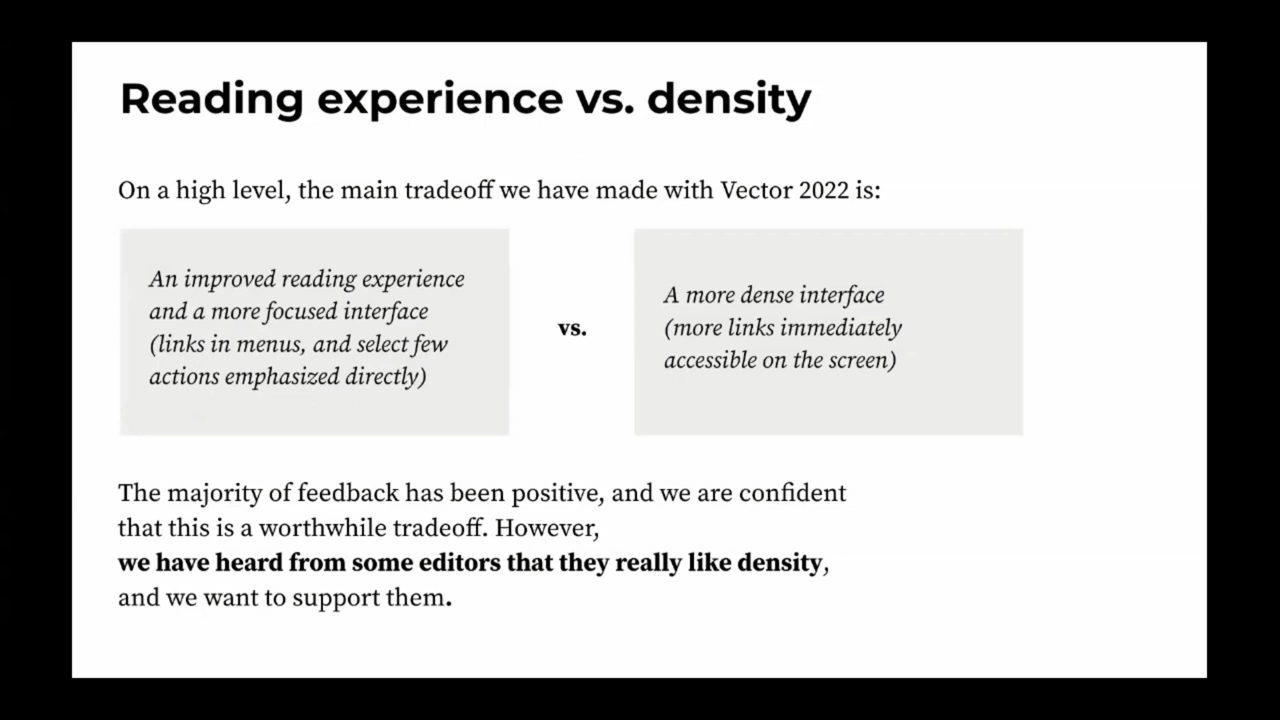 Reading experience vs. density
On a high level, the main tradeoff we have made with Vector 2022 is:
An improved reading experience
and a more focused interface
(links in menus, and select few
actions emphasized directly)
vs.
A more dense interface
(more links immediately
accessible on the screen)
The majority of feedback has been positive, and we are confident
that this is a worthwhile tradeoff. However,
we have heard from some editors that they really like density,
and we want to support them.